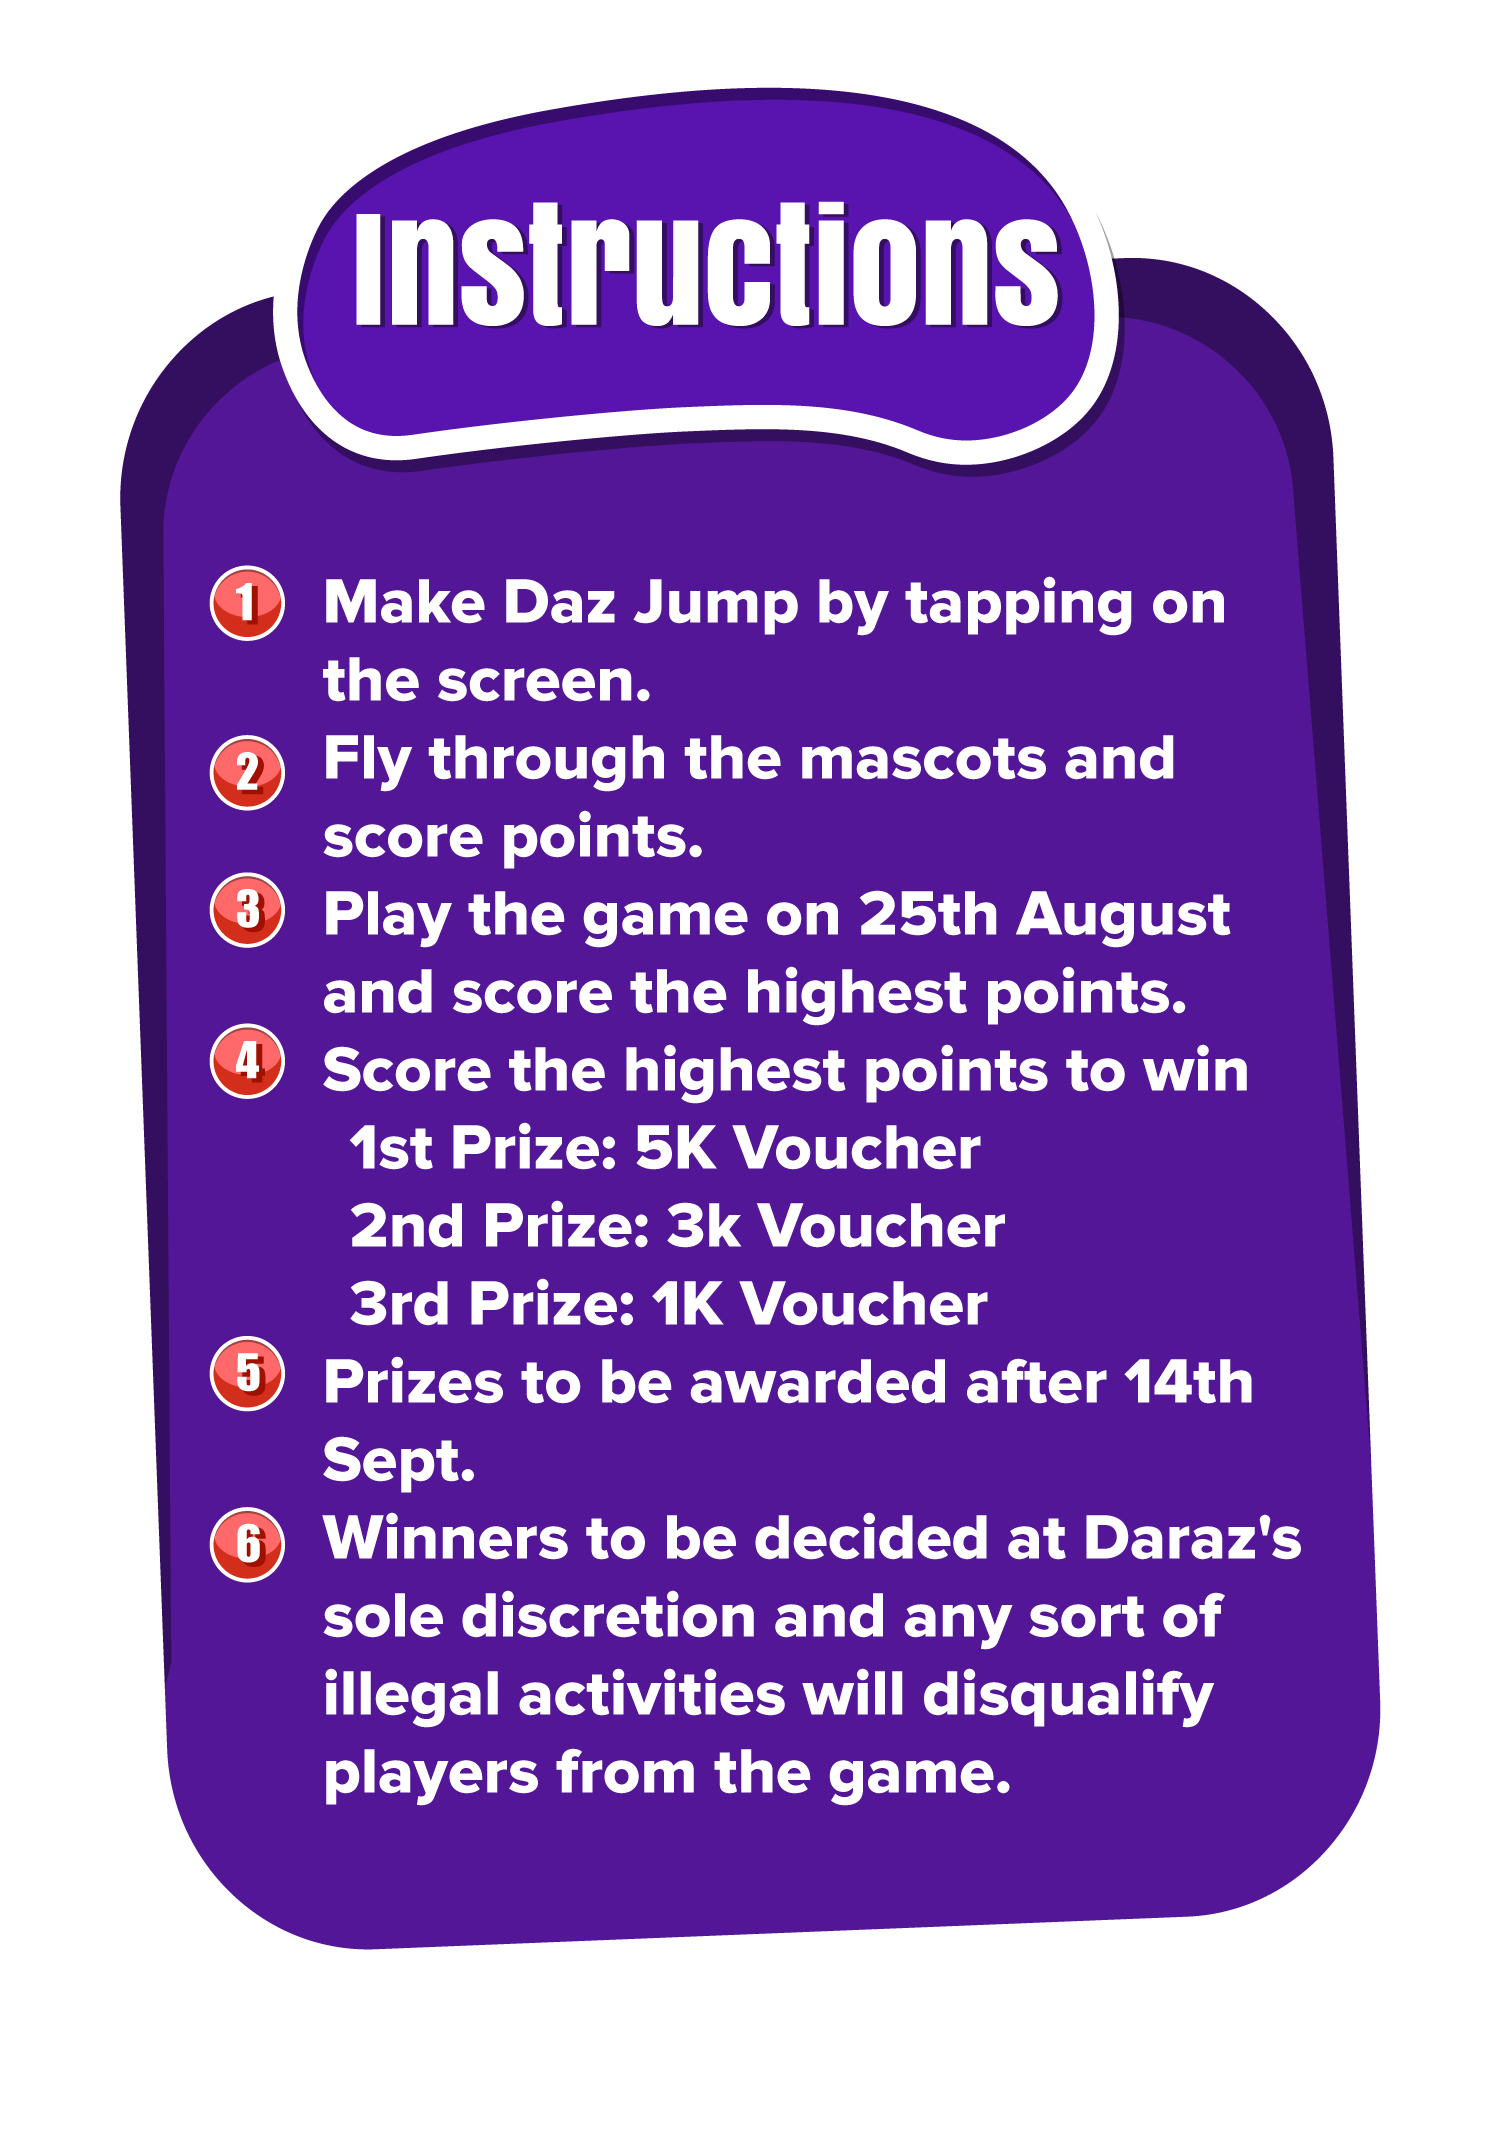 Instructions
1 Make Daz Jump by tapping on
the screen.
2 Fly through the mascots and
score points.
3 Play the game on 25th August
and score the highest points.
4 Score the highest points to win
1st Prize: 5K Voucher
2nd Prize: 3k Voucher
3rd Prize: 1K Voucher
5 Prizes to be awarded after 14th
Sept.
6 Winners to be decided at Daraz's
sole discretion and any sort of
illegal activities will disqualify
players from the game.